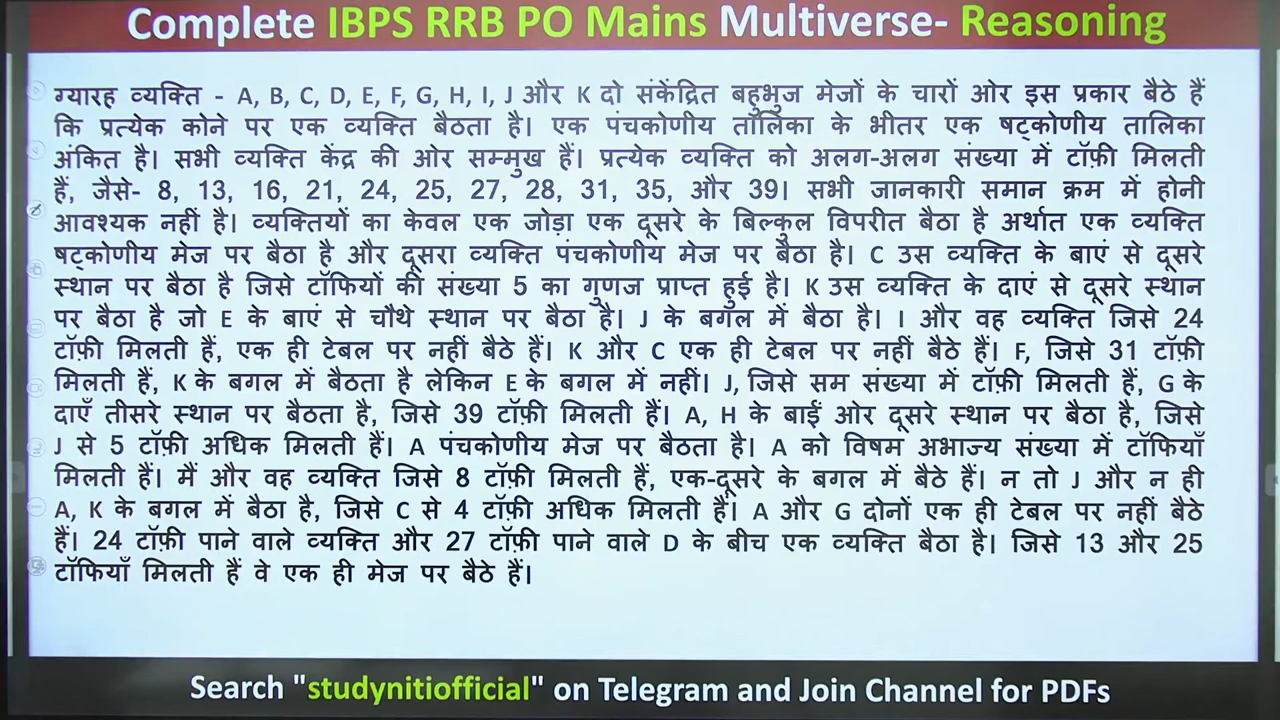 Complete IBPS RRB PO Mains Multiverse- Reasoning
ग्यारह व्यक्ति - A, B, C, D, E, F, G, H, I, J और K दो संकेंद्रित बहुभुज मेजों के चारों ओर इस प्रकार बैठे हैं
कि प्रत्येक कोने पर एक व्यक्ति बैठता है। एक पंचकोणीय तालिका के भीतर एक षट्कोणीय तालिका
अंकित है। सभी व्यक्ति केंद्र की ओर सम्मुख हैं। प्रत्येक व्यक्ति को अलग-अलग संख्या में टॉफ़ी मिलती
हैं, जैसे- 8, 13, 16, 21, 24, 25, 27, 28, 31, 35, और 39। सभी जानकारी समान क्रम में होनी
आवश्यक नहीं है। व्यक्तियों का केवल एक जोड़ा एक दूसरे के बिल्कुल विपरीत बैठा है अर्थात एक व्यक्ति
षट्कोणीय मेज पर बैठा है और दूसरा व्यक्ति पंचकोणीय मेज पर बैठा है। C उस व्यक्ति के बाएं से दूसरे
स्थान पर बैठा है जिसे टॉफियों की संख्या 5 का गुणज प्राप्त हुई है। K उस व्यक्ति के दाएं से दूसरे स्थान
पर बैठा है जो E के बाएं से चौथे स्थान पर बैठा है। J के बगल में बैठा है। I और वह व्यक्ति जिसे 24
टॉफ़ी मिलती हैं, एक ही टेबल पर नहीं बैठे हैं। K और C एक ही टेबल पर नहीं बैठे हैं। F, जिसे 31 टॉफ़ी
मिलती हैं, K के बगल में बैठता है लेकिन E के बगल में नहीं। J, जिसे सम संख्या में टॉफ़ी मिलती हैं, G के
दाएँ तीसरे स्थान पर बैठता है, जिसे 39 टॉफ़ी मिलती हैं। A, H के बाईं ओर दूसरे स्थान पर बैठा है, जिसे
J से 5 टॉफ़ी अधिक मिलती हैं। A पंचकोणीय मेज पर बैठता है। A को विषम अभाज्य संख्या में टॉफियाँ
मिलती हैं। मैं और वह व्यक्ति जिसे 8 टॉफ़ी मिलती हैं, एक-दूसरे के बगल में बैठे हैं। न तो J और न ही
A, K के बगल में बैठा है, जिसे C से 4 टॉफ़ी अधिक मिलती हैं। A और G दोनों एक ही टेबल पर नहीं बैठे
हैं। 24 टॉफ़ी पाने वाले व्यक्ति और 27 टॉफ़ी पाने वाले D के बीच एक व्यक्ति बैठा है। जिसे 13 और 25
टॉफियाँ मिलती हैं वे एक ही मेज पर बैठे हैं।
Search "studynitiofficial" on Telegram and Join Channel for PDFs